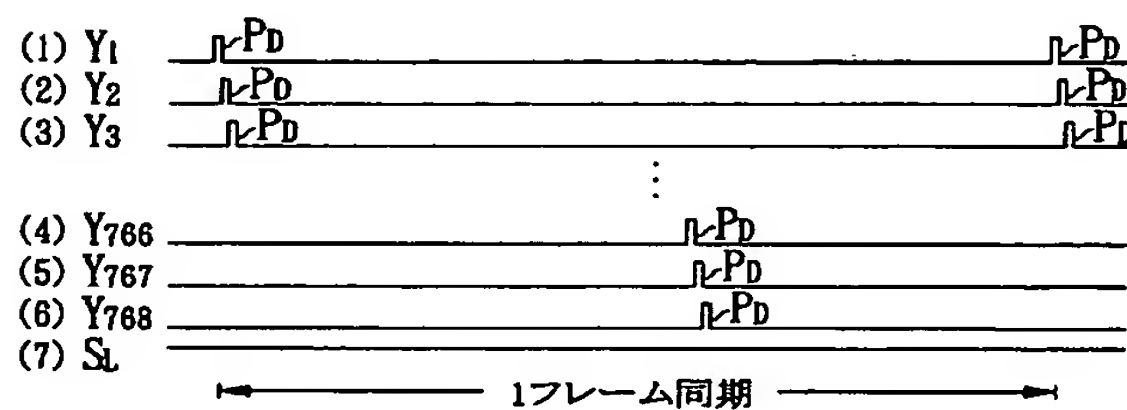 (1) Y1 PD PD
(2) Y2 PD PD
(3) Y3 PD PD
(4) Y766 PD
(5) Y767 PD
(6) Y768 PD
(7) SL
1フレーム同期